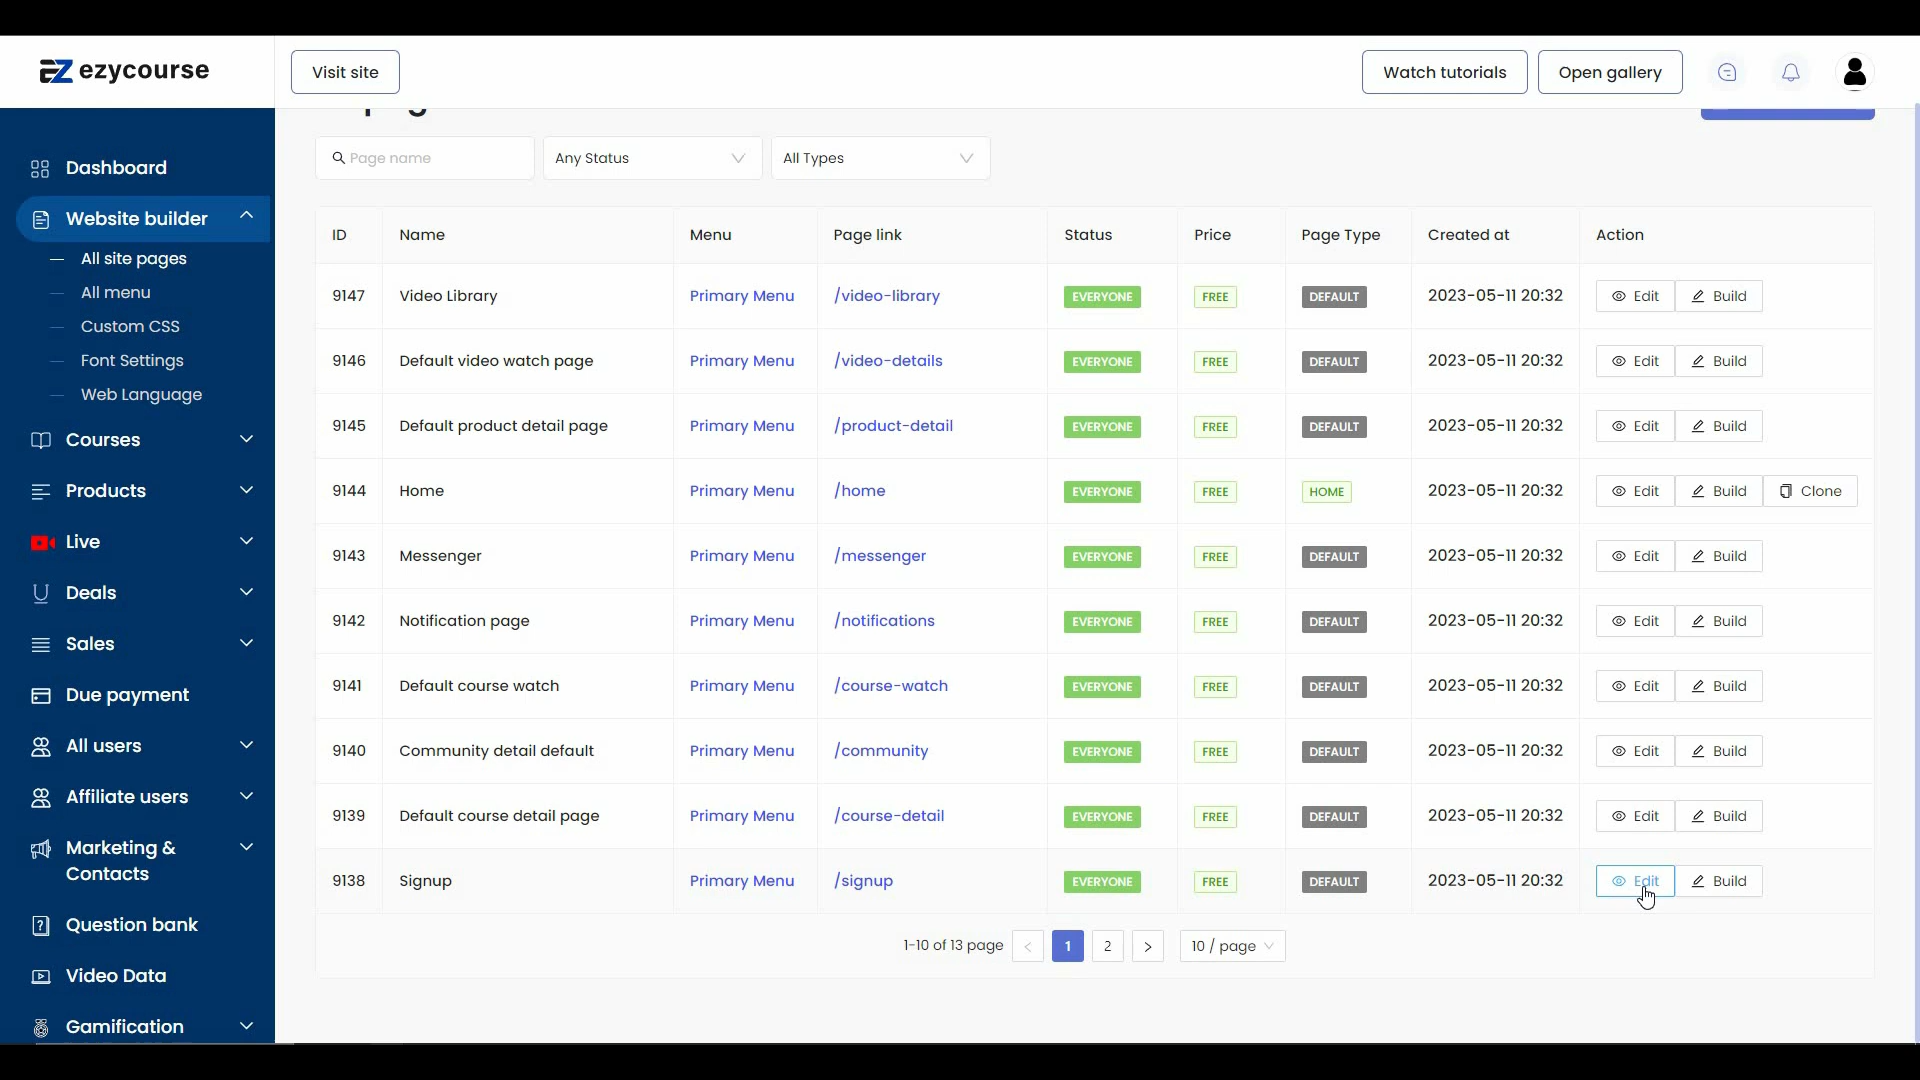 ezycourse
Visit site
Watch tutorials
Open gallery
Dashboard
Website builder
All site pages
All menu
Custom CSS
Font Settings
Web Language
Courses
Products
Live
Deals
Sales
Due payment
All users
Affiliate users
Marketing &
Contacts
Question bank
Video Data
Gamification
Page name
Any Status
All Types
ID Name Menu Page link Status Price Page Type Created at Action
9147 Video Library Primary Menu /video-library EVERYONE FREE DEFAULT 2023-05-11 20:32 Edit Build
9146 Default video watch page Primary Menu /video-details EVERYONE FREE DEFAULT 2023-05-11 20:32 Edit Build
9145 Default product detail page Primary Menu /product-detail EVERYONE FREE DEFAULT 2023-05-11 20:32 Edit Build
9144 Home Primary Menu /home EVERYONE FREE HOME 2023-05-11 20:32 Edit Build Clone
9143 Messenger Primary Menu /messenger EVERYONE FREE DEFAULT 2023-05-11 20:32 Edit Build
9142 Notification page Primary Menu /notifications EVERYONE FREE DEFAULT 2023-05-11 20:32 Edit Build
9141 Default course watch Primary Menu /course-watch EVERYONE FREE DEFAULT 2023-05-11 20:32 Edit Build
9140 Community detail default Primary Menu /community EVERYONE FREE DEFAULT 2023-05-11 20:32 Edit Build
9139 Default course detail page Primary Menu /course-detail EVERYONE FREE DEFAULT 2023-05-11 20:32 Edit Build
9138 Signup Primary Menu /signup EVERYONE FREE DEFAULT 2023-05-11 20:32 Edit Build
1-10 of 13 page < 1 2 > 10 / page